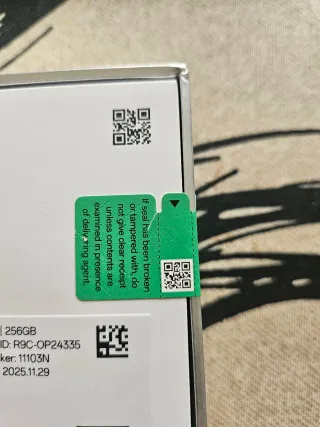 If seal has been broken
or tampered with, do
not give clear receipt
unless contents are
examined in presence
of
agent.
| 256GB
ID: R9C-OP24335
ker: 11103N
2025.11.29